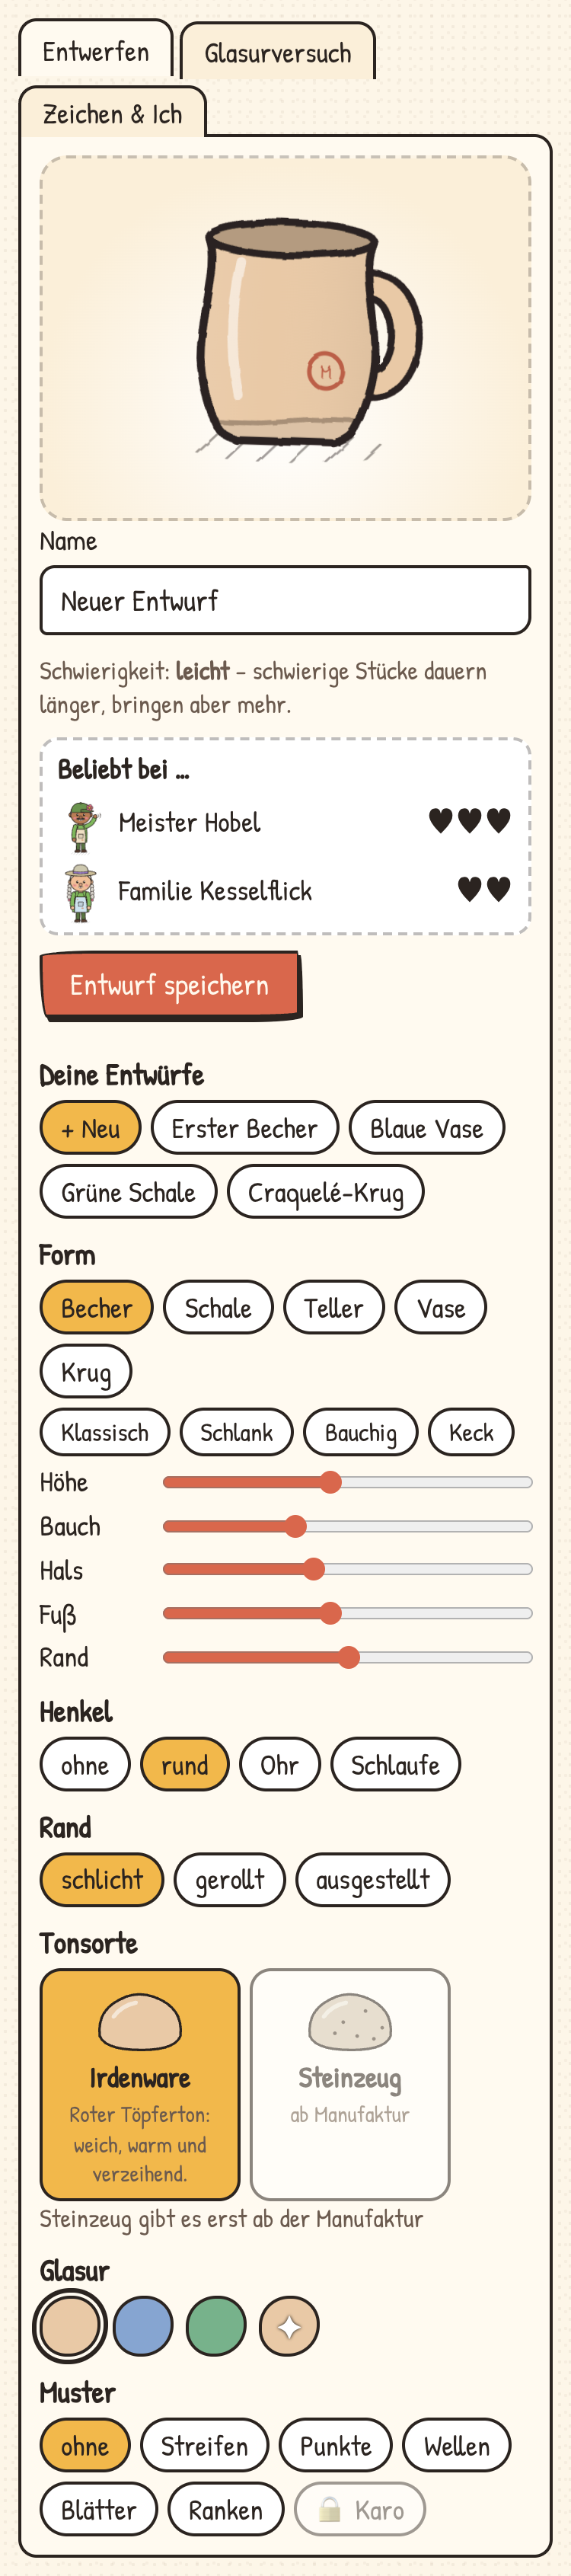 Entwerfen
Glasurversuch
Zeichen & Ich
M
Name
Neuer Entwurf
Schwierigkeit: leicht – schwierige Stücke dauern
länger, bringen aber mehr.
Beliebt bei ...
Meister Hobel
Familie Kesselflick
Entwurf speichern
Deine Entwürfe
+ Neu Erster Becher Blaue Vase
Grüne Schale Craquelé-Krug
Form
Becher Schale Teller Vase
Krug
Klassisch Schlank Bauchig Keck
Höhe
Bauch
Hals
Fuß
Rand
Henkel
ohne rund Ohr Schlaufe
Rand
schlicht gerollt ausgestellt
Tonsorte
Irdenware
Roter Töpferton:
weich, warm und
verzeihend.
Steinzeug
ab Manufaktur
Steinzeug gibt es erst ab der Manufaktur
Glasur
Muster
ohne Streifen Punkte Wellen
Blätter Ranken Karo